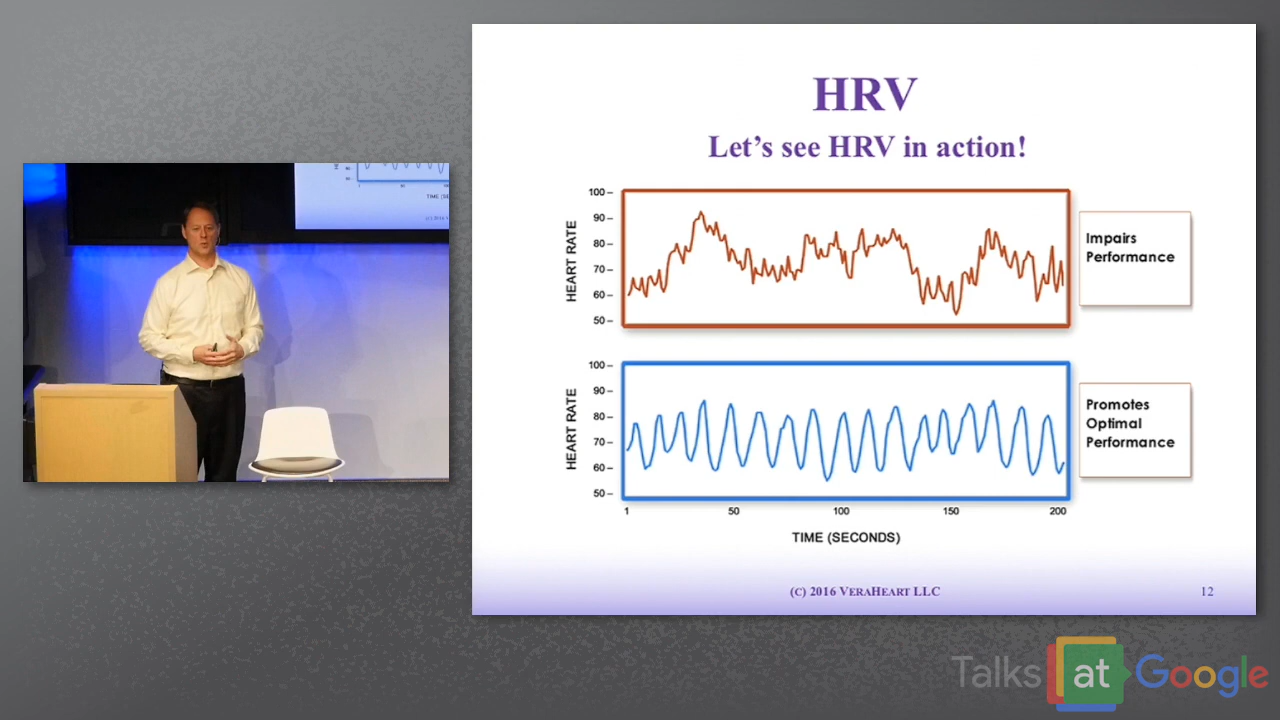 HRV
Let's see HRV in action!
HEART RATE
100
90
80
70
60
50
Impairs
Performance
HEART RATE
100
90
80
70
60
50
1
50
100
150
200
TIME (SECONDS)
Promotes
Optimal
Performance
(C) 2016 VERAHEART LLC
12
Talks at Google